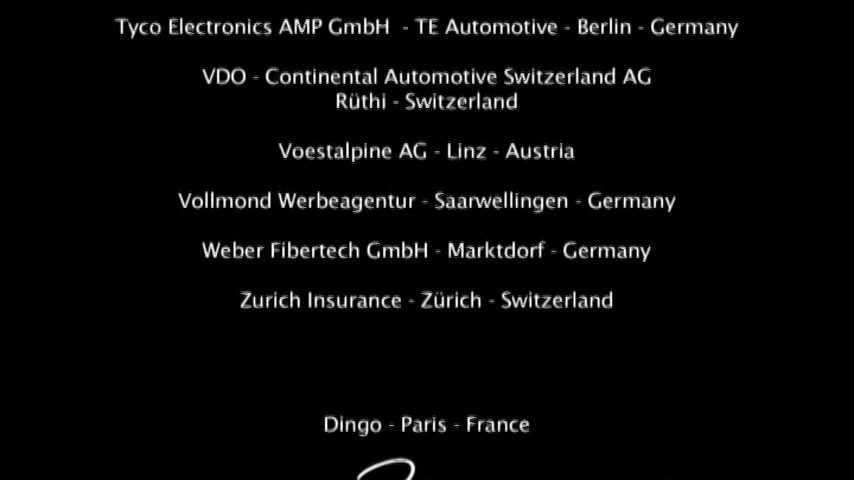 Tyco Electronics AMP GmbH - TE Automotive - Berlin - Germany
VDO - Continental Automotive Switzerland AG
Rüthi - Switzerland
Voestalpine AG - Linz - Austria
Vollmond Werbeagentur - Saarwellingen - Germany
Weber Fibertech GmbH - Marktdorf - Germany
Zurich Insurance - Zürich - Switzerland
Dingo - Paris - France